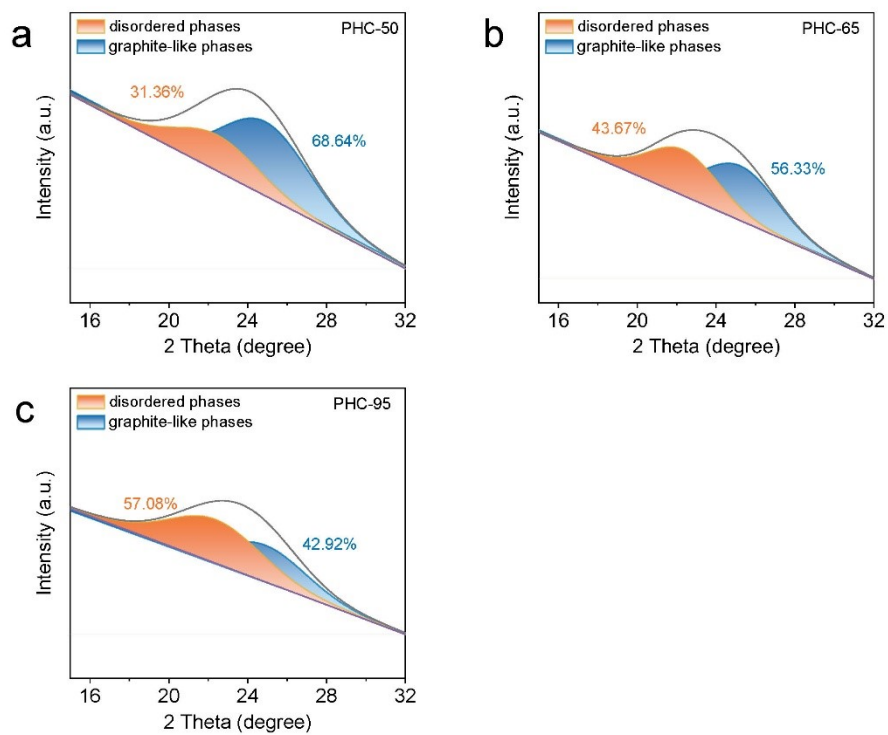 a
disordered phases
graphite-like phases
PHC-50
31.36%
68.64%
Intensity (a.u.)
16 20 24 28 32
2 Theta (degree)
b
disordered phases
graphite-like phases
PHC-65
43.67%
56.33%
Intensity (a.u.)
16 20 24 28 32
2 Theta (degree)
c
disordered phases
graphite-like phases
PHC-95
57.08%
42.92%
Intensity (a.u.)
16 20 24 28 32
2 Theta (degree)